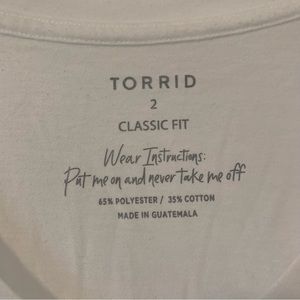 TORRID
2
CLASSIC FIT
Wear Instructions:
Put me on and never take me off
65% POLYESTER / 35% COTTON
MADE IN GUATEMALA